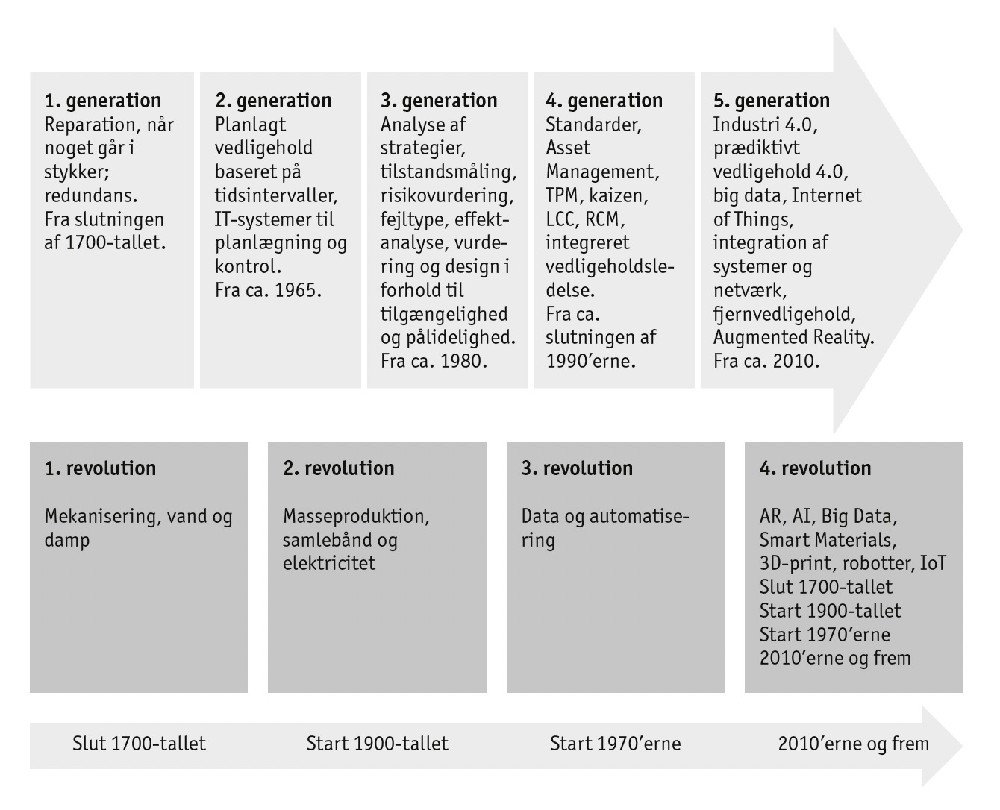 1. generation
Reparation, når
noget går i
stykker;
redundans.
Fra slutningen
af 1700-tallet.
2. generation
Planlagt
vedligehold
baseret på
tidsintervaller,
IT-systemer til
planlægning og
kontrol.
Fra ca. 1965.
3. generation
Analyse af
strategier,
tilstandsmåling,
risikovurdering,
fejltype, effekt-
analyse, vurde-
ring og design i
forhold til
tilgængelighed
og pålidelighed.
Fra ca. 1980.
4. generation
Standarder,
Asset
Management,
TPM, kaizen,
LCC, RCM,
integreret
vedligeholdsle-
delse.
Fra ca.
slutningen af
1990’erne.
5. generation
Industri 4.0,
prædiktivt
vedligehold 4.0,
big data, Internet
of Things,
integration af
systemer og
netværk,
fjernvedligehold,
Augmented Reality.
Fra ca. 2010.
1. revolution
Mekanisering, vand og
damp
2. revolution
Masseproduktion,
samlebånd og
elektricitet
3. revolution
Data og automatise-
ring
4. revolution
AR, AI, Big Data,
Smart Materials,
3D-print, robotter, IoT
Slut 1700-tallet
Start 1900-tallet
Start 1970’erne
2010’erne og frem
Slut 1700-tallet
Start 1900-tallet
Start 1970’erne
2010’erne og frem